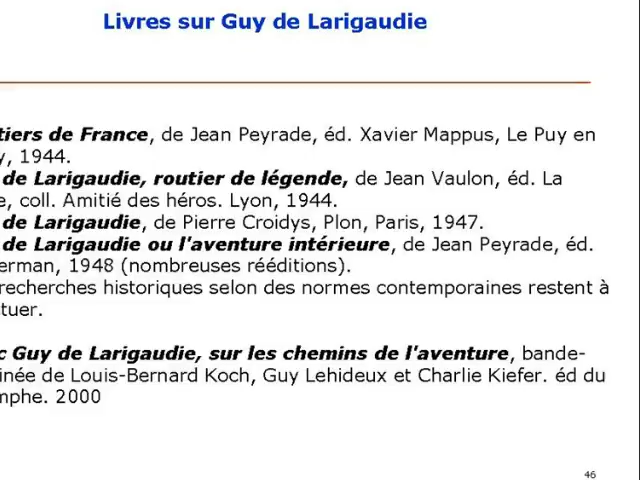 Livres sur Guy de Larigaudie
tiers de France, de Jean Peyrade, éd. Xavier Mappus, Le Puy en
y, 1944.
de Larigaudie, routier de légende, de Jean Vaulon, éd. La
e, coll. Amitié des héros. Lyon, 1944.
de Larigaudie, de Pierre Croidys, Plon, Paris, 1947.
de Larigaudie ou l'aventure intérieure, de Jean Peyrade, éd.
erman, 1948 (nombreuses rééditions).
recherches historiques selon des normes contemporaines restent à
ctuer.
c Guy de Larigaudie, sur les chemins de l'aventure, bande-
inée de Louis-Bernard Koch, Guy Lehideux et Charlie Kiefer. éd du
mphe. 2000
46